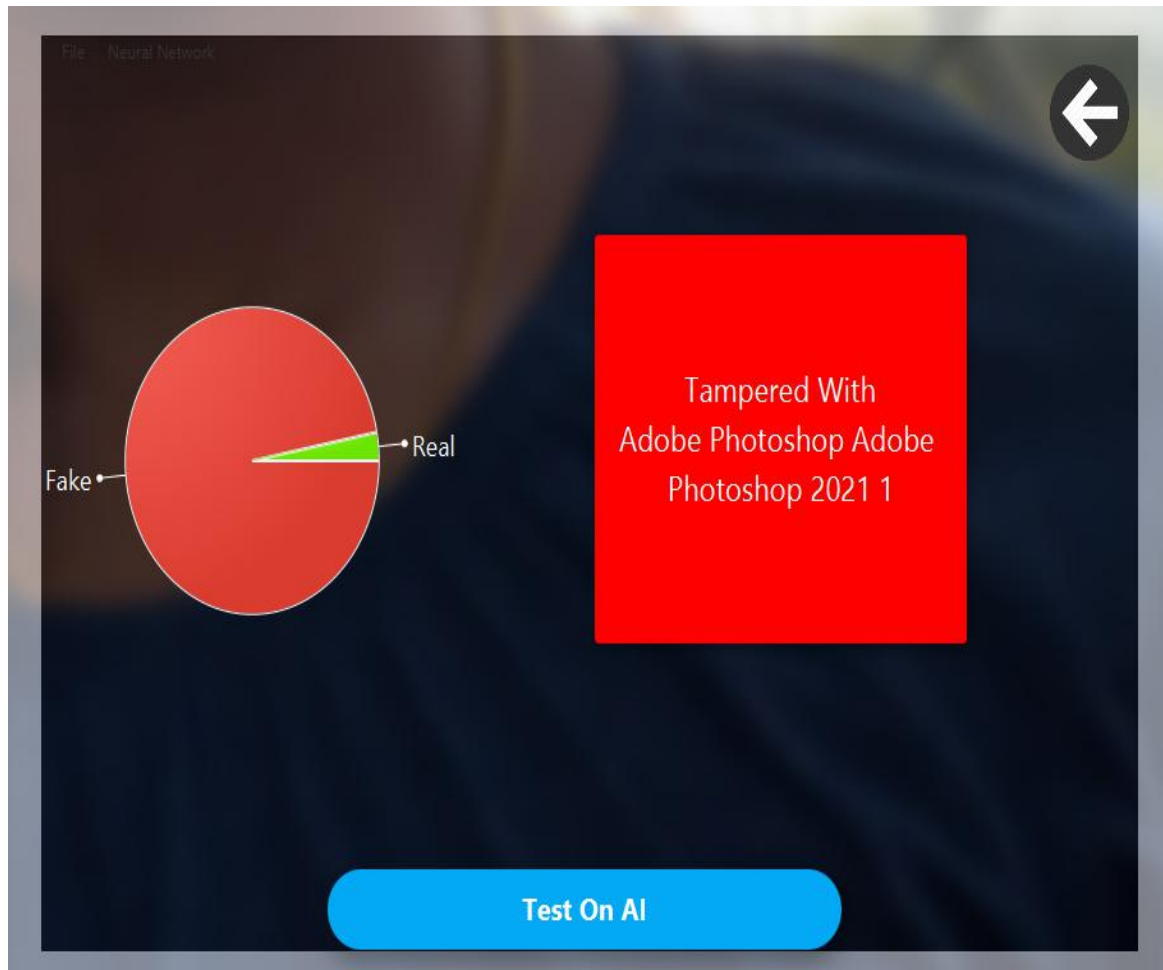 File Neural Network
Real
Fake
Tampered With
Adobe Photoshop Adobe
Photoshop 2021 1
Test On AI